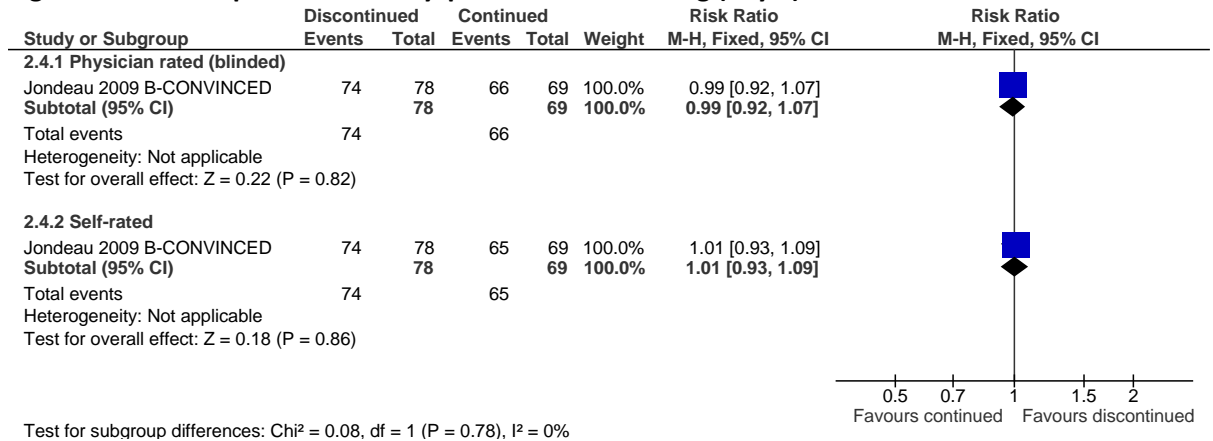 Discontinued Continued Risk Ratio Risk Ratio
Study or Subgroup Events Total Events Total Weight M-H, Fixed, 95% CI M-H, Fixed, 95% CI
2.4.1 Physician rated (blinded)
Jondeau 2009 B-CONVINCED 74 78 66 69 100.0% 0.99 [0.92, 1.07]
Subtotal (95% CI) 78 69 100.0% 0.99 [0.92, 1.07]
Total events 74 66
Heterogeneity: Not applicable
Test for overall effect: Z = 0.22 (P = 0.82)
2.4.2 Self-rated
Jondeau 2009 B-CONVINCED 74 78 65 69 100.0% 1.01 [0.93, 1.09]
Subtotal (95% CI) 78 69 100.0% 1.01 [0.93, 1.09]
Total events 74 65
Heterogeneity: Not applicable
Test for overall effect: Z = 0.18 (P = 0.86)
0.5 0.7 1 1.5 2
Favours continued Favours discontinued
Test for subgroup differences: Chi² = 0.08, df = 1 (P = 0.78), I² = 0%